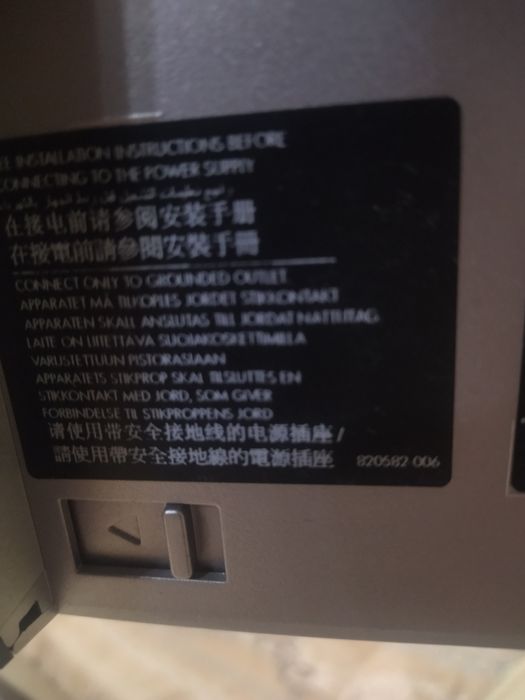 EE INSTALLATION INSTRUCTIONS BEFORE
CONNECTING TO THE POWER SUPPLY
在接电前请参阅安装手册
在接電前請參閱安裝手冊
CONNECT ONLY TO GROUNDED OUTLET.
APPARATET MÅ TILKOPLES JORDET STIKKONTAKT
APPARATEN SKALL ANSLUTAS TILL JORDAT NÄTTUTAG
LAITE ON LIITETTÄVÄ SUOJAKOSKETTIMILLA
VARUSTETTUUN PISTORASIAAN
APPARATETS STIKPROP SKAL TILSLUTTES EN
STIKKONTAKT MED JORD, SOM GIVER
FORBINDELSE TIL STIKPROPPENS JORD
请使用带安全接地线的电源插座/
請使用帶安全接地線的電源插座 820582-006